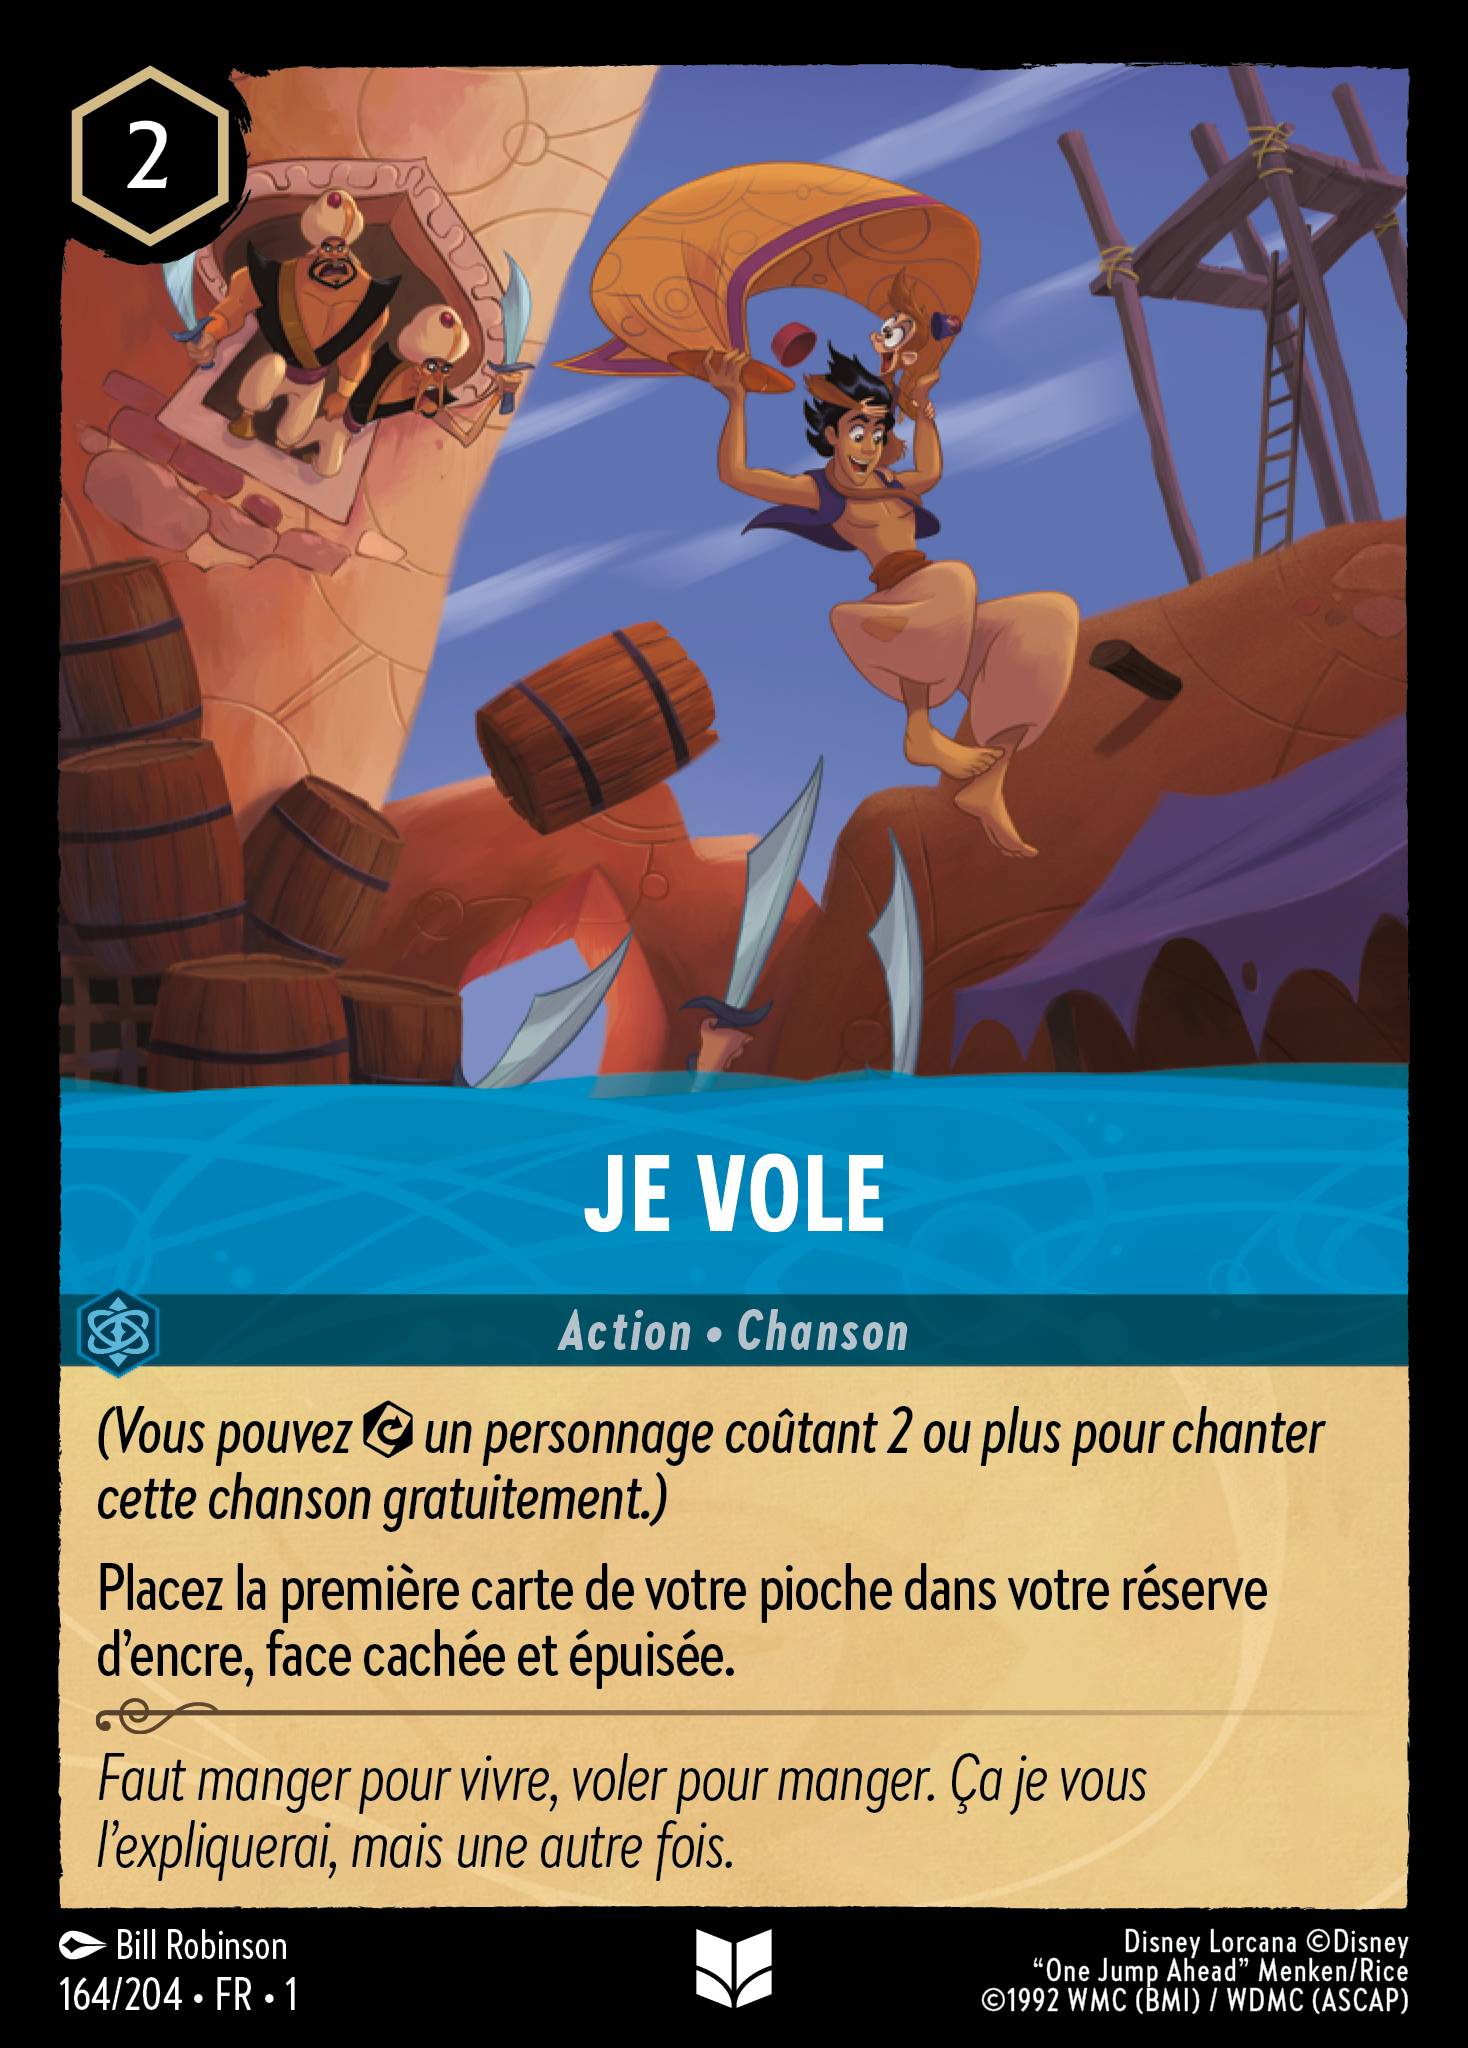 2
JE VOLE
Action • Chanson
(Vous pouvez un personnage coûtant 2 ou plus pour chanter
cette chanson gratuitement.)
Placez la première carte de votre pioche dans votre réserve
d’encre, face cachée et épuisée.
Faut manger pour vivre, voler pour manger. Ça je vous
l’expliquerai, mais une autre fois.
Bill Robinson
164/204 • FR • 1
Disney Lorcana ©Disney
“One Jump Ahead” Menken/Rice
©1992 WMC (BMI) / WDMC (ASCAP)